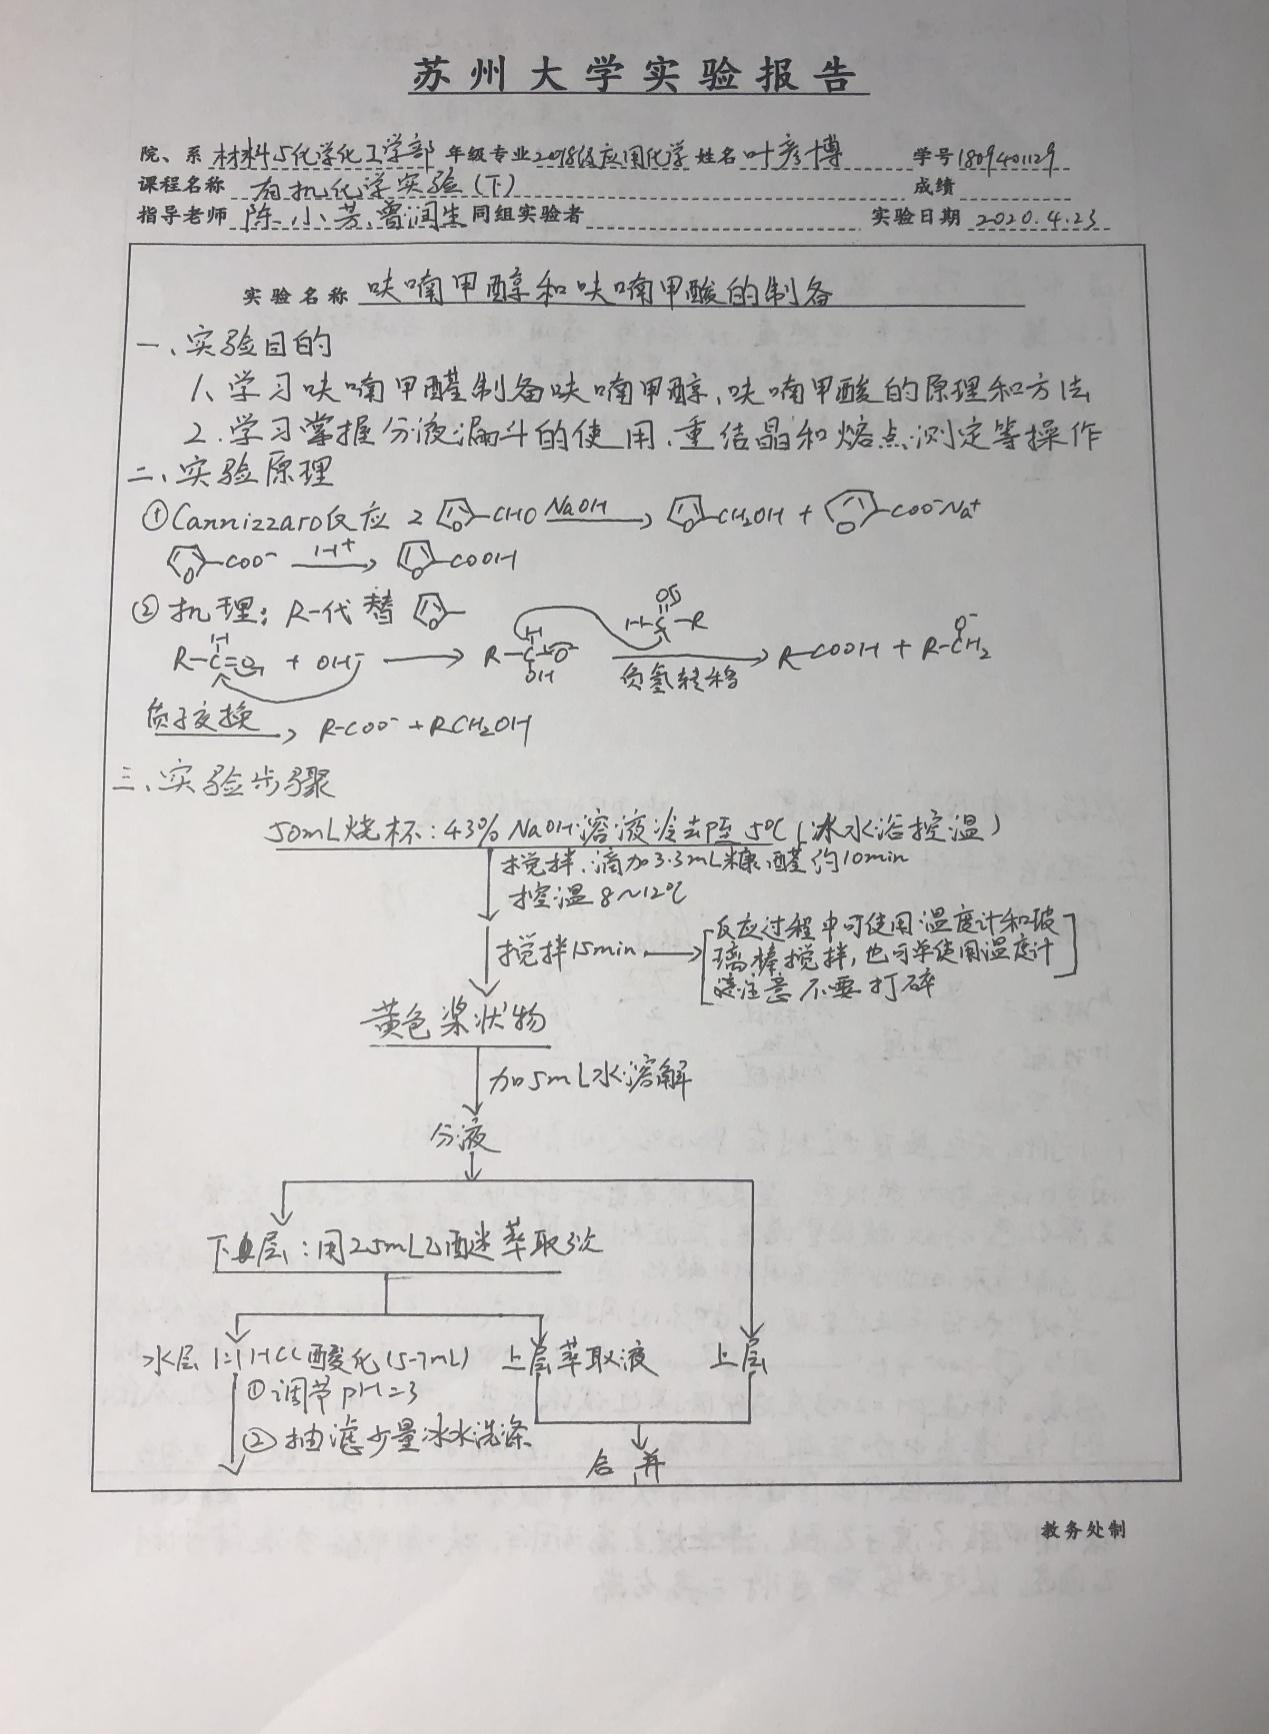 苏州大学实验报告
院、系 材料与化学化工学部 年级专业 2018级应用化学 姓名 叶彦博 学号 1809401129
课程名称 有机化学实验(下) 成绩
指导老师 陈小芳、曾润生 同组实验者 实验日期 2020.4.23
实验名称 呋喃甲醇和呋喃甲酸的制备
一、实验目的
1、学习呋喃甲醛制备呋喃甲醇、呋喃甲酸的原理和方法
2、学习掌握分液漏斗的使用、重结晶和熔点测定等操作
二、实验原理
①Cannizzaro反应 2 O-CHO NaOH→ O-CH2OH + O-COO⁻Na⁺
O-COO⁻ H⁺→ O-COOH
②机理：R-代替 O-
R-C(H)=O + OH⁻ → R-C(H)(OH)-O⁻ H-C(=O)-R 负氢转移→ R-COOH + R-CH2-O⁻
质子交换→ R-COO⁻ + RCH2OH
三、实验步骤
50mL烧杯：43% NaOH溶液冷却至5℃(冰水浴控温)
搅拌、滴加3.3mL糠醛约10min
控温8~12℃
搅拌15min → 反应过程中可使用温度计和玻
璃棒搅拌，也可单使用温度计
注意不要打碎
黄色浆状物
加5mL水溶解
分液
下层：用25mL乙醚萃取3次
水层 1:1HCl酸化(5-7mL) 上层萃取液 上层
①调节pH=3
②抽滤少量冰水洗涤
合并
教务处制